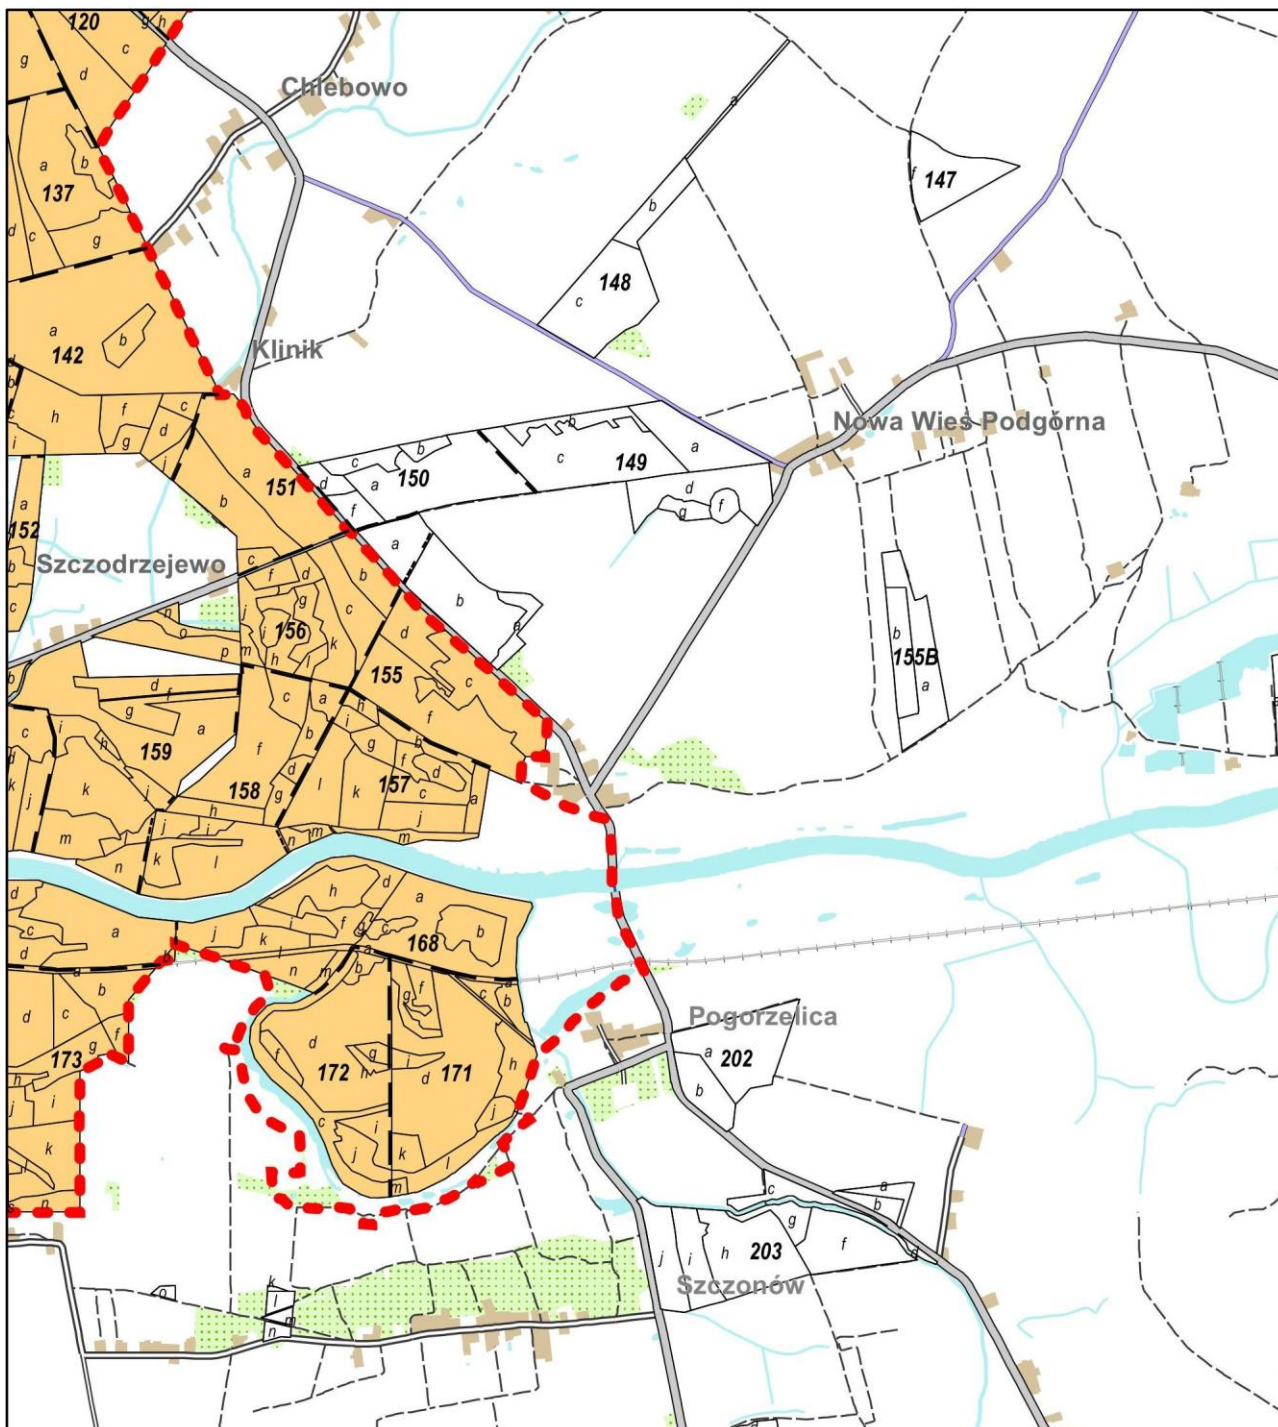 120
g h
c
g
d
Chlebowo
a
137
b
147
f
a
b
d
c
g
148
c
a
142
b
Klinik
d
b
h
f
c
g
d
i
j
Nowa Wieś Podgórna
b
c
149
a
c
b
150
a
d
f
a
151
b
d
g
f
a
152
b
c
Szczodrzejewo
a
b
a
c
f
d
b
g
j
156
i
c
k
m
h
l
n
o
p
d
155
c
f
b
155B
a
b
d
f
g
a
159
c
a
b
h
i
g
f
b
d
c
157
a
j
c
i
h
k
j
d
k
j
m
n
f
158
h
g
d
l
k
j
i
k
l
n
m
m
d
c
a
d
h
d
a
f
g
c
b
168
j
k
i
l
n
m
a
b
b
a
b
d
c
173
g
f
h
j
i
k
l
s
n
d
172
f
g
h
c
i
j
f
g
c
b
a
i
d
171
h
j
k
l
m
Pogorzelica
a
202
b
c
a
b
g
f
d
j
i
h
203
Szczonów
o
k
l
m
n